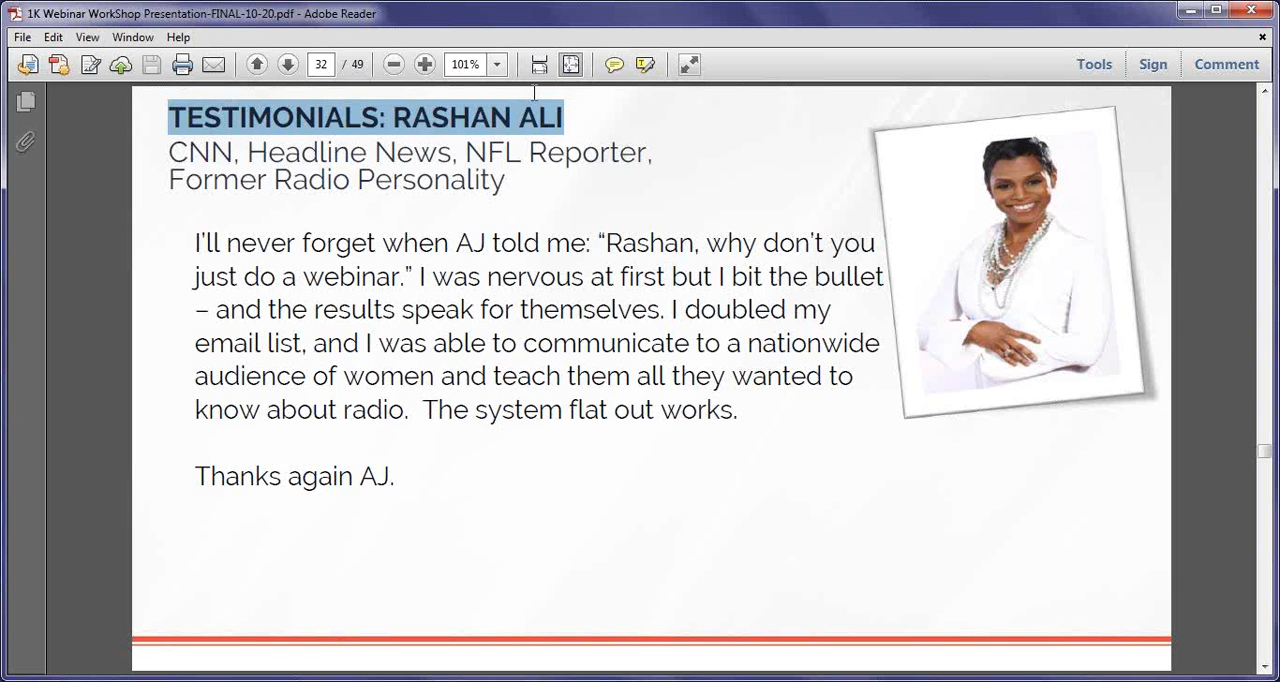 1K Webinar WorkShop Presentation-FINAL-10-20.pdf - Adobe Reader
File Edit View Window Help
32 / 49 101% Tools Sign Comment
TESTIMONIALS: RASHAN ALI
CNN, Headline News, NFL Reporter,
Former Radio Personality
I’ll never forget when AJ told me: “Rashan, why don’t you
just do a webinar.” I was nervous at first but I bit the bullet
– and the results speak for themselves. I doubled my
email list, and I was able to communicate to a nationwide
audience of women and teach them all they wanted to
know about radio.  The system flat out works.
Thanks again AJ.